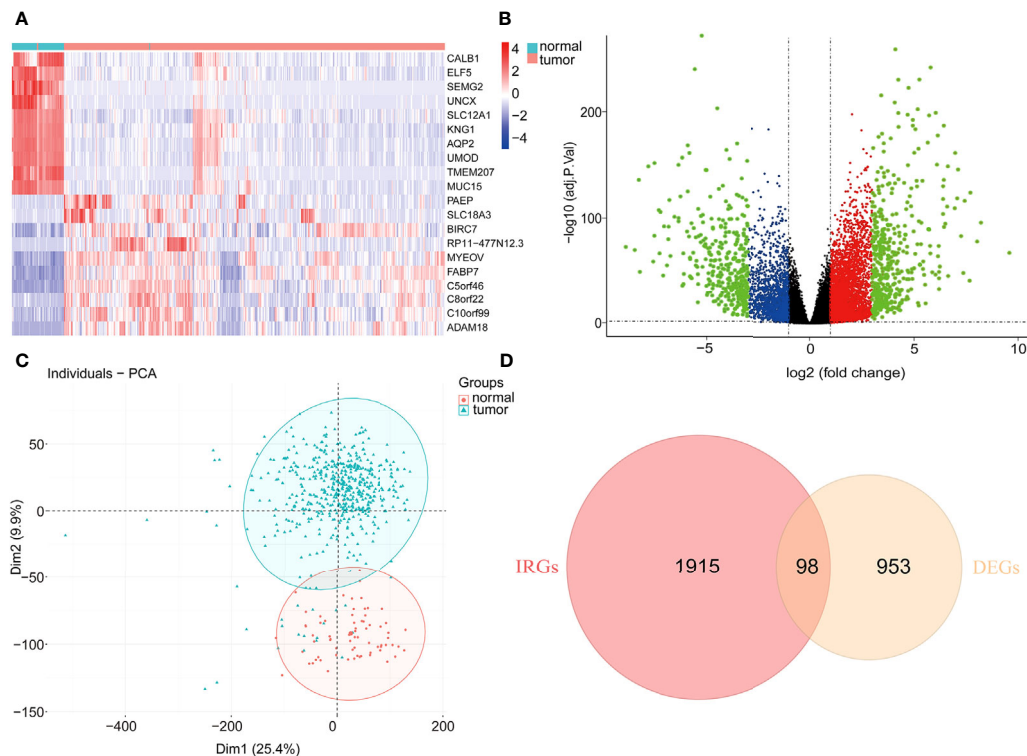 A
4
2
0
−2
−4
normal
tumor
CALB1
ELF5
SEMG2
UNCX
SLC12A1
KNG1
AQP2
UMOD
TMEM207
MUC15
PAEP
SLC18A3
BIRC7
RP11−477N12.3
MYEOV
FABP7
C5orf46
C8orf22
C10orf99
ADAM18
B
−log10 (adj.P.Val)
200
100
0
−5
0
5
10
log2 (fold change)
C
Individuals − PCA
Groups
normal
tumor
Dim2 (9.9%)
50
0
−50
−100
−150
−400
−200
0
200
Dim1 (25.4%)
D
IRGs
1915
98
953
DEGs